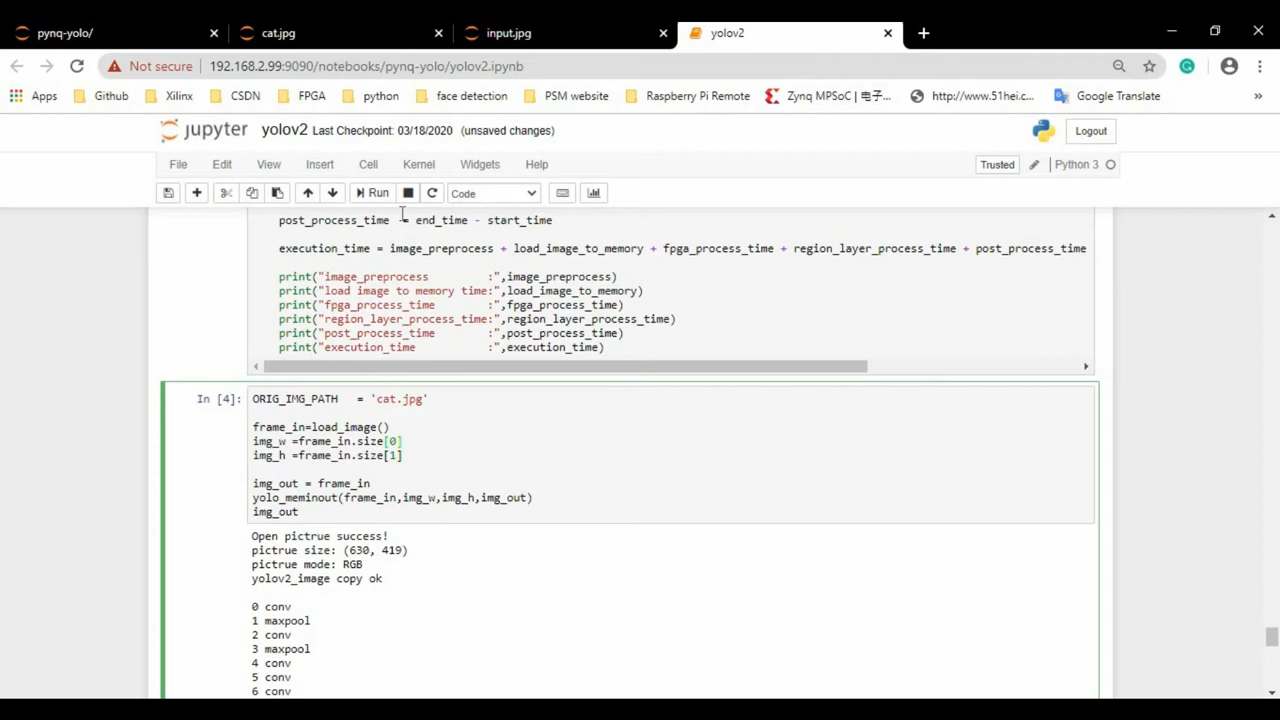 pynq-yolo/
cat.jpg
input.jpg
yolov2
Not secure
192.168.2.99:9090/notebooks/pynq-yolo/yolov2.ipynb
Apps
Github
Xilinx
CSDN
FPGA
python
face detection
PSM website
Raspberry Pi Remote
Zynq MPSoC | 电子...
http://www.51hei.c...
Google Translate
»
jupyter yolov2 Last Checkpoint: 03/18/2020 (unsaved changes)
Logout
File Edit View Insert Cell Kernel Widgets Help
Trusted
Python 3
Run
Code
post_process_time = end_time - start_time
execution_time = image_preprocess + load_image_to_memory + fpga_process_time + region_layer_process_time + post_process_time
print("image_preprocess :",image_preprocess)
print("load image to memory time:",load_image_to_memory)
print("fpga_process_time :",fpga_process_time)
print("region_layer_process_time:",region_layer_process_time)
print("post_process_time :",post_process_time)
print("execution_time :",execution_time)
In [4]:
ORIG_IMG_PATH = 'cat.jpg'
frame_in=load_image()
img_w =frame_in.size[0]
img_h =frame_in.size[1]
img_out = frame_in
yolo_meminout(frame_in,img_w,img_h,img_out)
img_out
Open pictrue success!
pictrue size: (630, 419)
pictrue mode: RGB
yolov2_image copy ok
0 conv
1 maxpool
2 conv
3 maxpool
4 conv
5 conv
6 conv